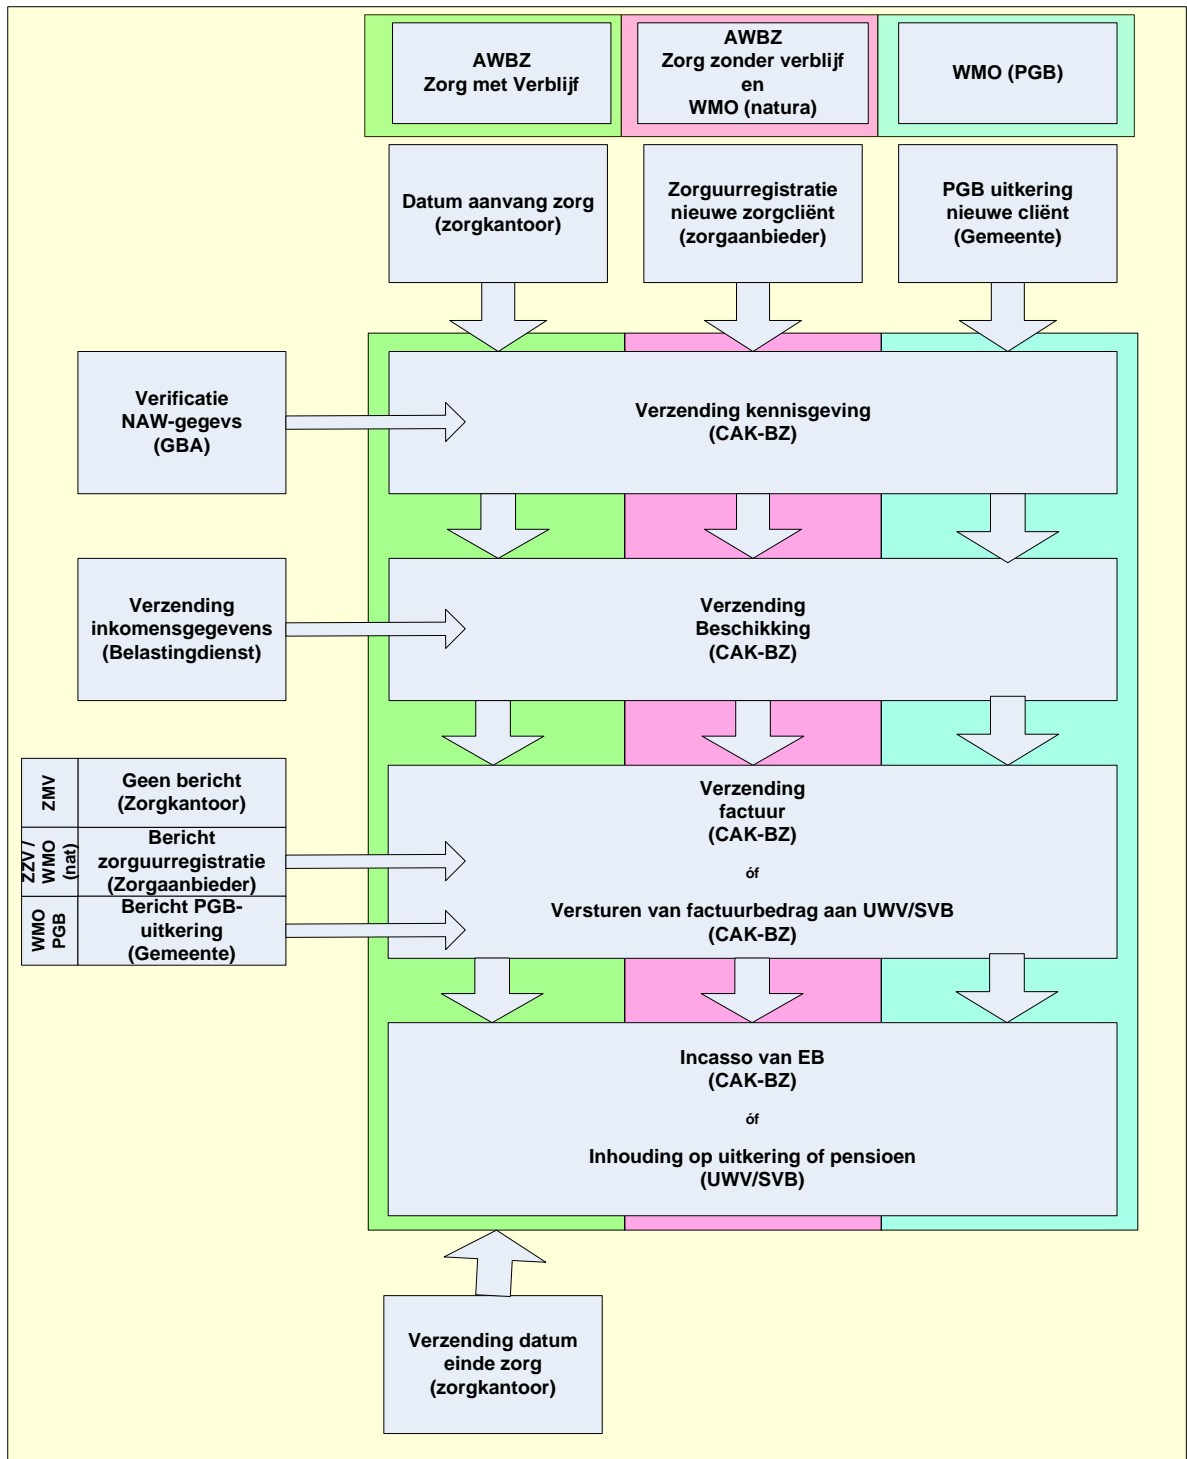 AWBZ
Zorg met Verblijf
AWBZ
Zorg zonder verblijf
en
WMO (natura)
WMO (PGB)
Datum aanvang zorg
(zorgkantoor)
Zorguurregistratie
nieuwe zorgcliënt
(zorgaanbieder)
PGB uitkering
nieuwe cliënt
(Gemeente)
Verificatie
NAW-gegevs
(GBA)
Verzending kennisgeving
(CAK-BZ)
Verzending
inkomensgegevens
(Belastingdienst)
Verzending
Beschikking
(CAK-BZ)
ZMV
Geen bericht
(Zorgkantoor)
ZZV /
WMO
(nat)
Bericht
zorguurregistratie
(Zorgaanbieder)
WMO
PGB
Bericht PGB-
uitkering
(Gemeente)
Verzending
factuur
(CAK-BZ)
óf
Versturen van factuurbedrag aan UWV/SVB
(CAK-BZ)
Incasso van EB
(CAK-BZ)
óf
Inhouding op uitkering of pensioen
(UWV/SVB)
Verzending datum
einde zorg
(zorgkantoor)